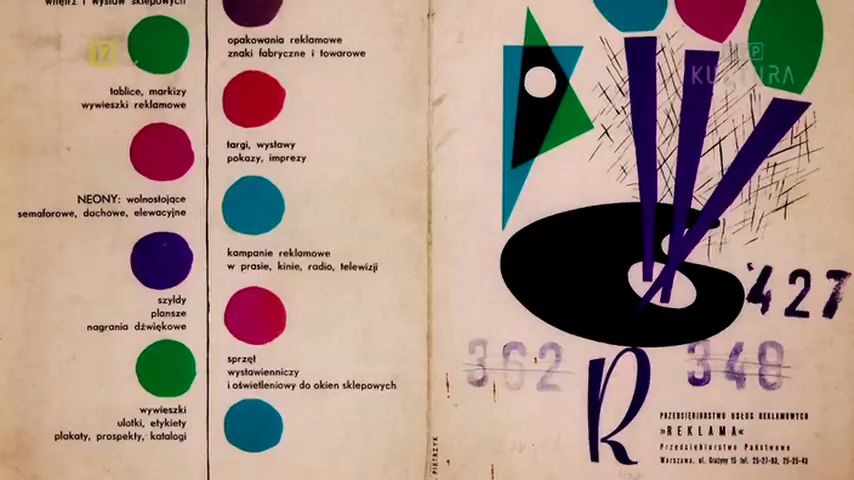 wnętrz i wystaw sklepowych
12
tablice, markizy
wywieszki reklamowe
NEONY: wolnostojące
semaforowe, dachowe, elewacyjne
szyldy
plansze
nagrania dźwiękowe
wywieszki
ulotki, etykiety
plakaty, prospekty, katalogi
opakowania reklamowe
znaki fabryczne i towarowe
targi, wystawy
pokazy, imprezy
kampanie reklamowe
w prasie, kinie, radio, telewizji
sprzęt
wystawienniczy
i oświetleniowy do okien sklepowych
PIETRZYK
P
KULTURA
427
362
348
R
PRZEDSIĘBIORSTWO USŁUG REKLAMOWYCH
»REKLAMA«
Przedsiębiorstwo Państwowe
Warszawa, ul. Grażyny 15 tel. 25-27-93, 25-25-43